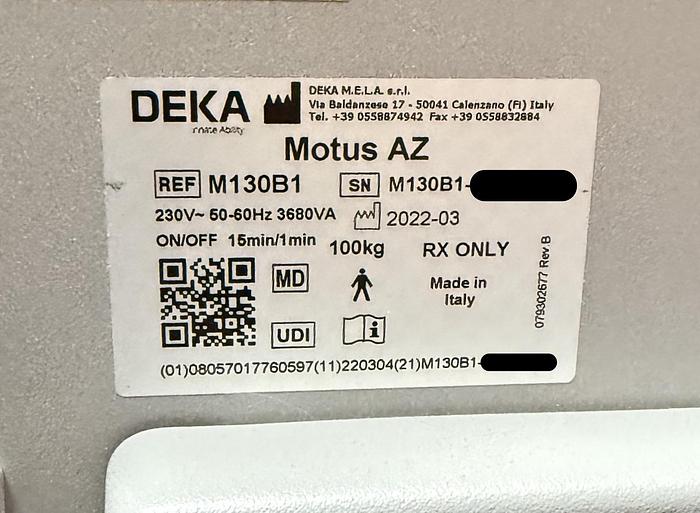 DEKA
Innate Ability
DEKA M.E.L.A. s.r.l.
Via Baldanzese 17 - 50041 Calenzano (FI) Italy
Tel. +39 0558874942 Fax +39 0558832884
Motus AZ
REF M130B1 SN M130B1-
230V~ 50-60Hz 3680VA 2022-03
ON/OFF 15min/1min 100kg RX ONLY
MD
Made in
Italy
UDI
079302677 Rev.B
(01)08057017760597(11)220304(21)M130B1-